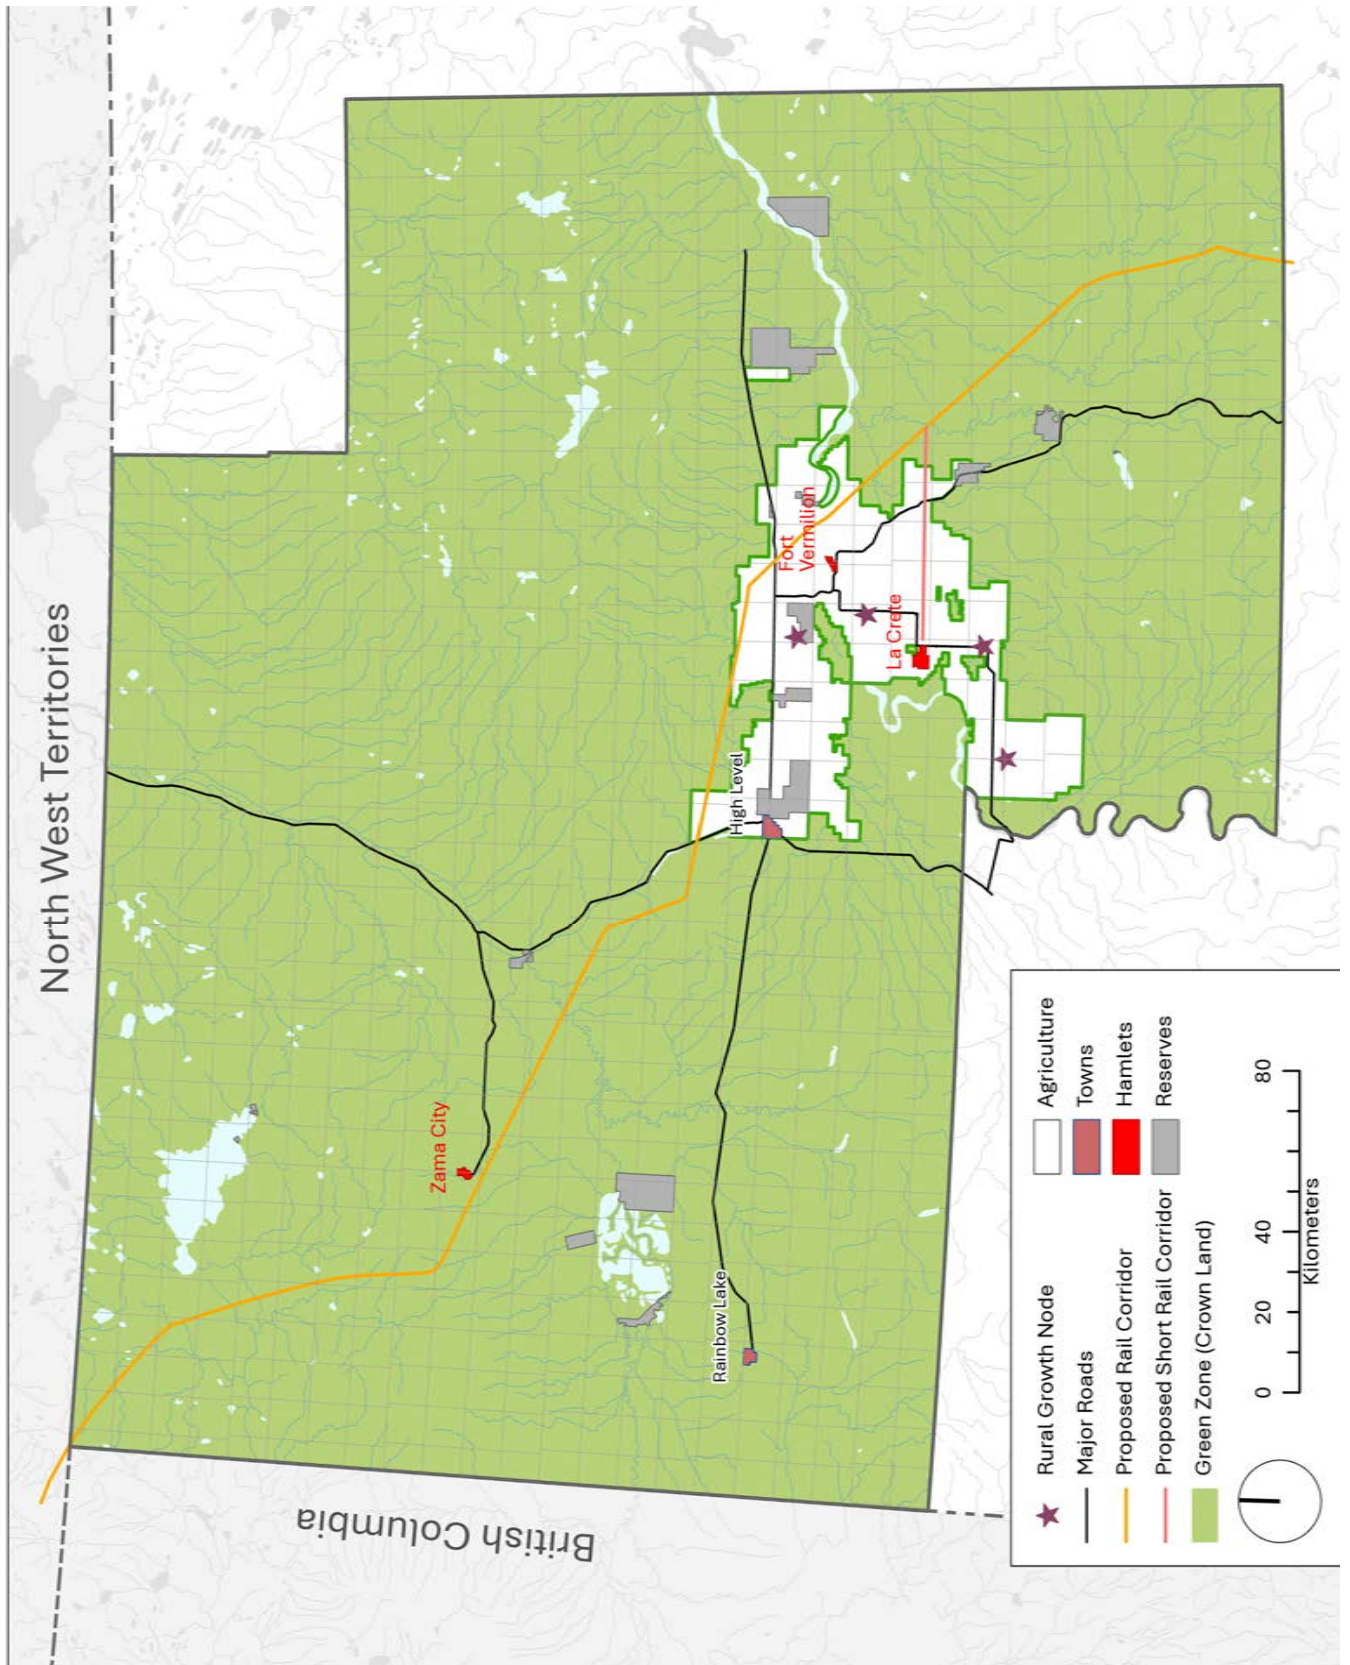 North West Territories
British Columbia
Zama City
Rainbow Lake
High Level
Fort
Vermilion
La Crete
Rural Growth Node
Major Roads
Proposed Rail Corridor
Proposed Short Rail Corridor
Green Zone (Crown Land)
Agriculture
Towns
Hamlets
Reserves
0 20 40 80
Kilometers